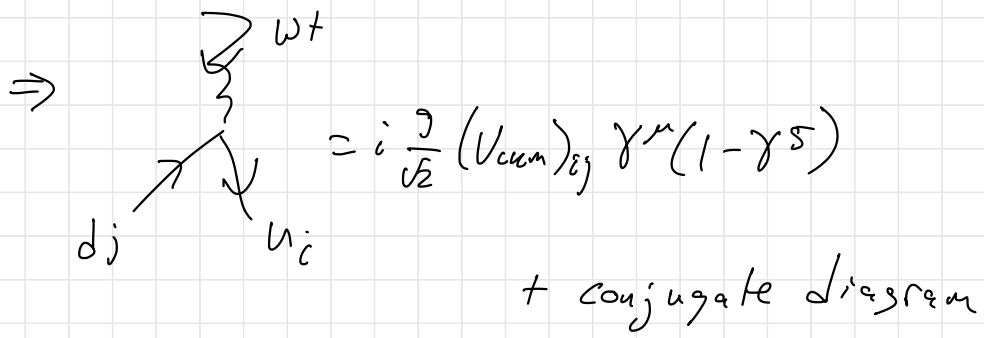 W+
⇒
= i g/√2 (V_CKM)_ij γ^μ(1-γ^5)
dj
ui
+ conjugate diagram